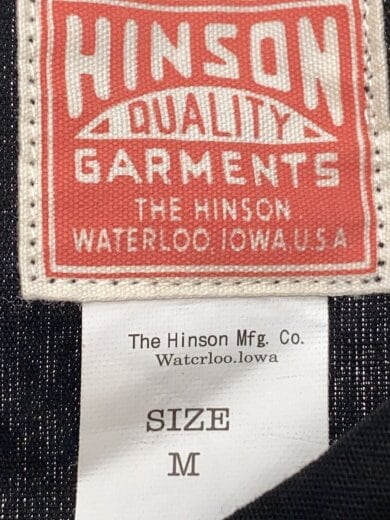 HINSON
QUALITY
GARMENTS
THE HINSON
WATERLOO. IOWA U.S.A.
The Hinson Mfg. Co.
Waterloo.Iowa
SIZE
M